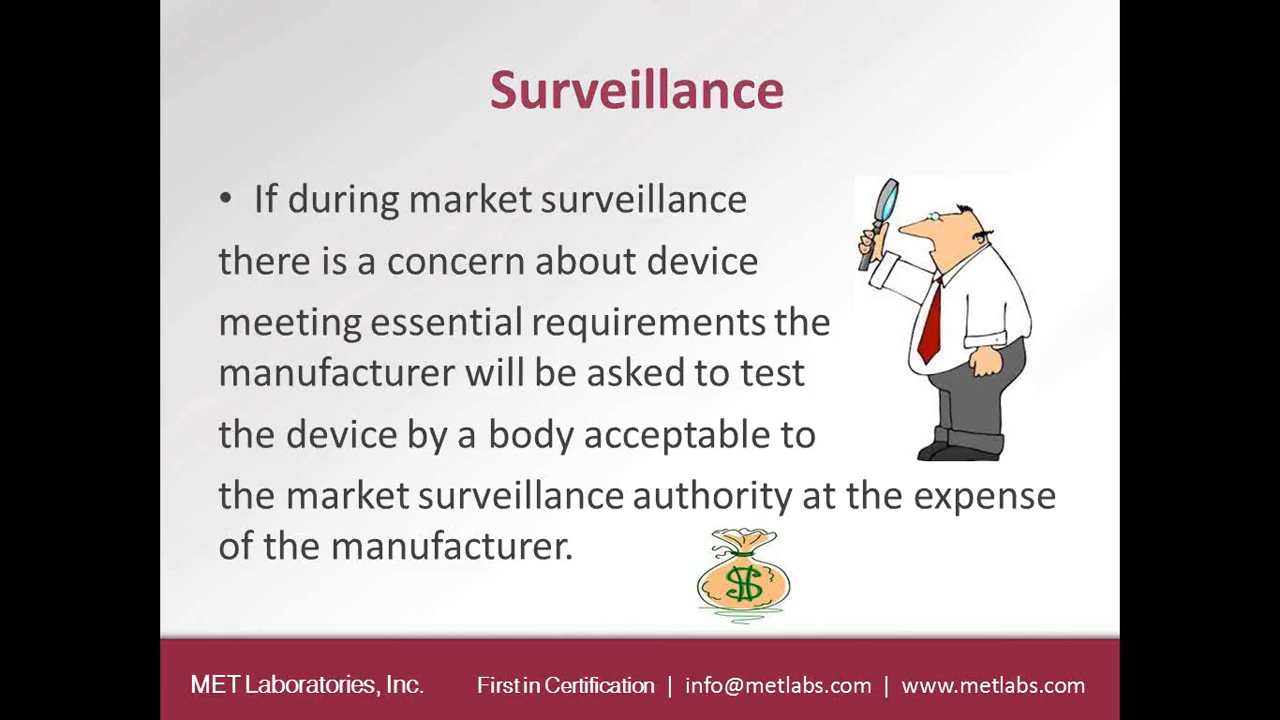 Surveillance
• If during market surveillance
there is a concern about device
meeting essential requirements the
manufacturer will be asked to test
the device by a body acceptable to
the market surveillance authority at the expense
of the manufacturer.
$
MET Laboratories, Inc. First in Certification | info@metlabs.com | www.metlabs.com